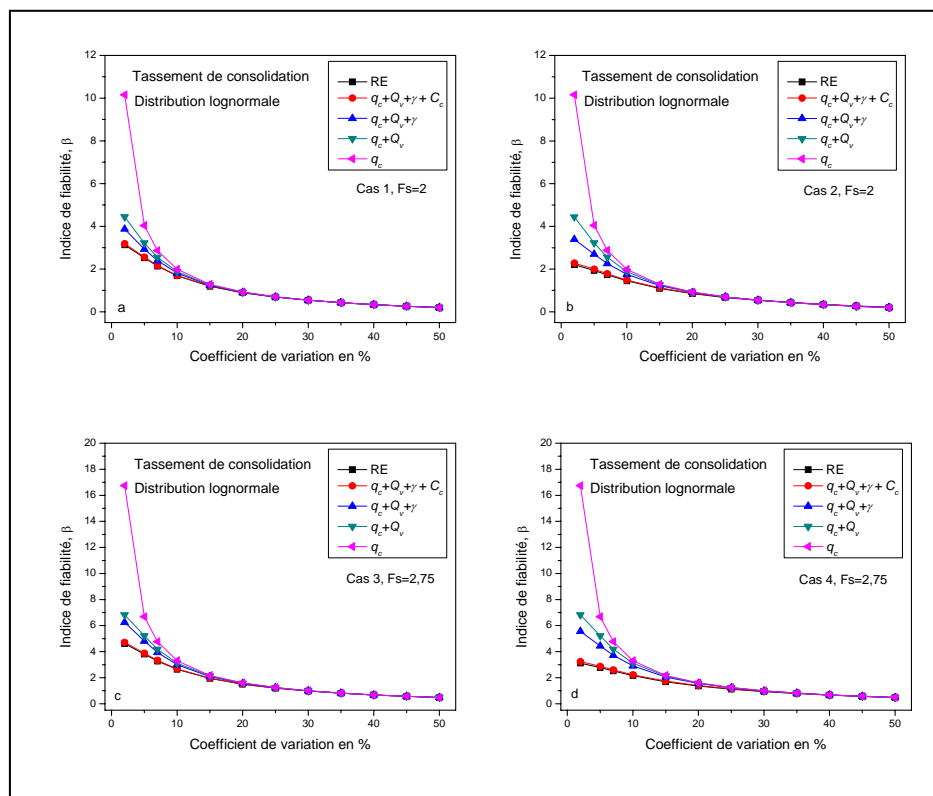 12
10
8
6
4
2
0
Indice de fiabilité, β
Tassement de consolidation
Distribution lognormale
RE
q_c+Q_v+γ+C_c
q_c+Q_v+γ
q_c+Q_v
q_c
Cas 1, Fs=2
a
0 10 20 30 40 50
Coefficient de variation en %
12
10
8
6
4
2
0
Indice de fiabilité, β
Tassement de consolidation
Distribution lognormale
RE
q_c+Q_v+γ+C_c
q_c+Q_v+γ
q_c+Q_v
q_c
Cas 2, Fs=2
b
0 10 20 30 40 50
Coefficient de variation en %
20
18
16
14
12
10
8
6
4
2
0
Indice de fiabilité, β
Tassement de consolidation
Distribution lognormale
RE
q_c+Q_v+γ+C_c
q_c+Q_v+γ
q_c+Q_v
q_c
Cas 3, Fs=2,75
c
0 10 20 30 40 50
Coefficient de variation en %
20
18
16
14
12
10
8
6
4
2
0
Indice de fiabilité, β
Tassement de consolidation
Distribution lognormale
RE
q_c+Q_v+γ+C_c
q_c+Q_v+γ
q_c+Q_v
q_c
Cas 4, Fs=2,75
d
0 10 20 30 40 50
Coefficient de variation en %